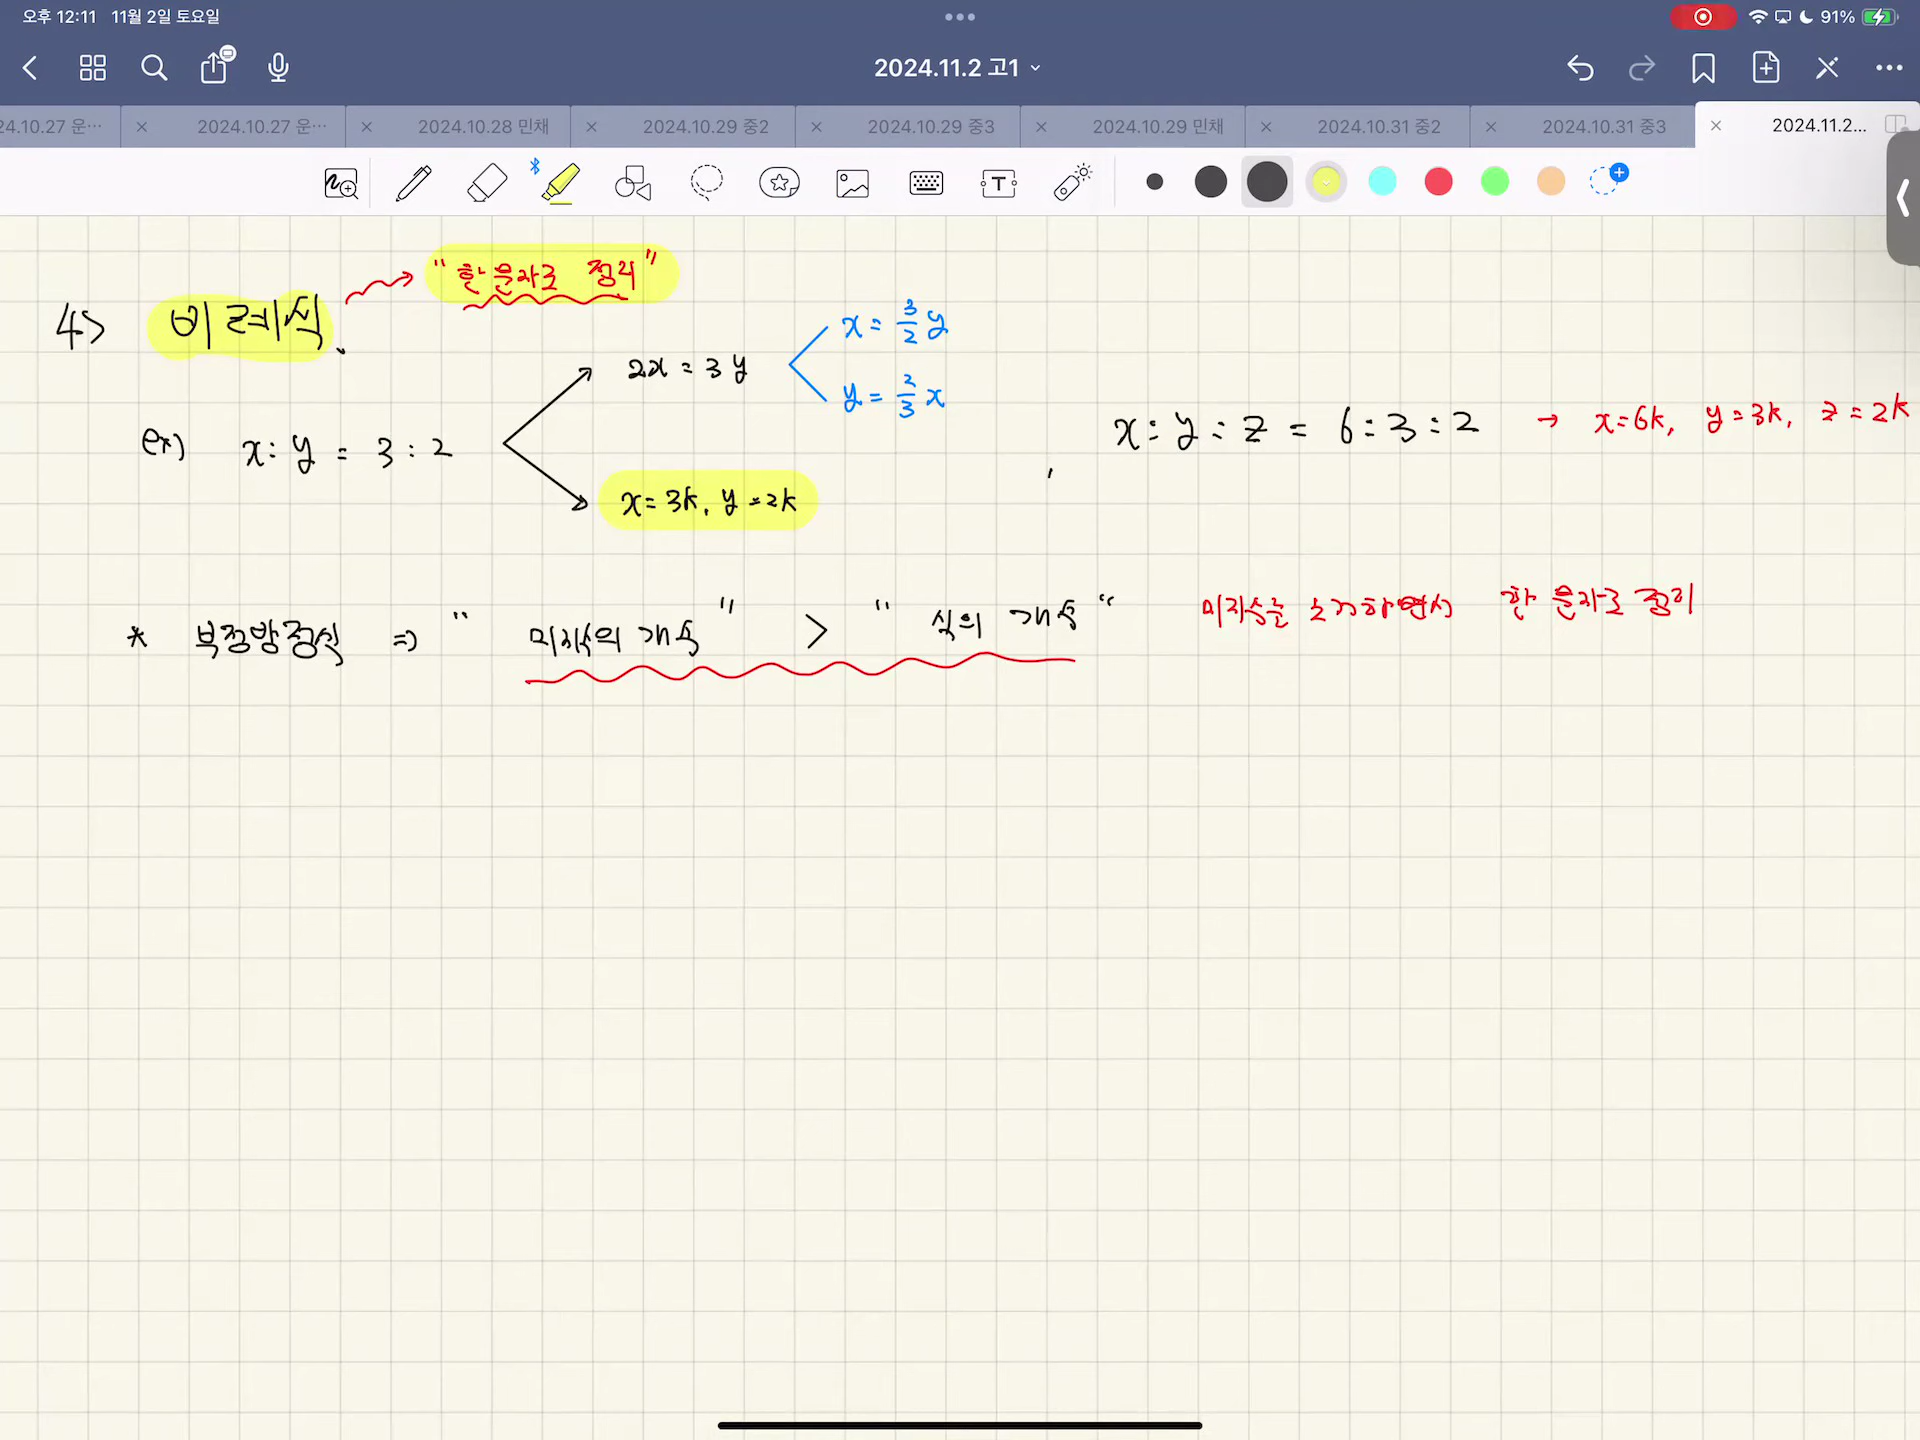 오후 12:11 11월 2일 토요일
91%
2024.11.2 고1
24.10.27 운… 2024.10.27 운… 2024.10.28 민채 2024.10.29 중2 2024.10.29 중3 2024.10.29 민채 2024.10.31 중2 2024.10.31 중3 2024.11.2...
"한 문자로 정리"
4> 비례식.
x = 3/2 y
2x = 3y
y = 2/3 x
x : y : z = 6 : 3 : 2 → x=6k, y=3k, z=2k
ex) x : y = 3 : 2
x=3k, y=2k
* 부정방정식 ⇒ "미지수의 개수" > "식의 개수" 미지수를 소거하면서 한 문자로 정리